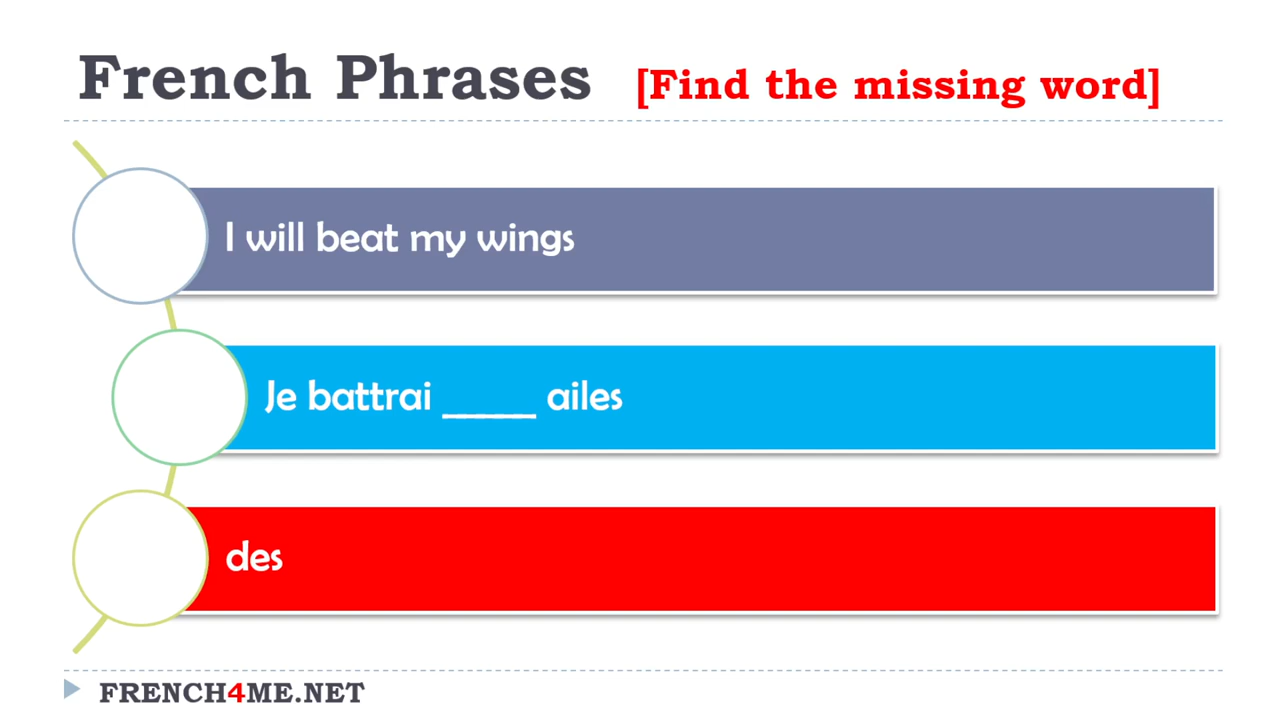 French Phrases [Find the missing word]
I will beat my wings
Je battrai _____ ailes
des
FRENCH4ME.NET